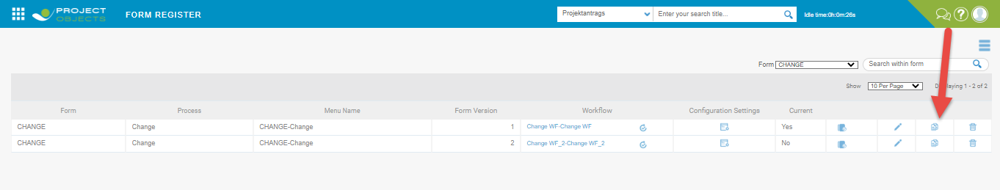 PROJECT
OBJECTS
FORM REGISTER
Projektantrags
Enter your search title...
Idle time:0h:0m:26s
?
Form CHANGE
Search within form
Show 10 Per Page
Displaying 1 - 2 of 2
Form Process Menu Name Form Version Workflow Configuration Settings Current
CHANGE Change CHANGE-Change 1 Change WF-Change WF Yes
CHANGE Change CHANGE-Change 2 Change WF_2-Change WF_2 No